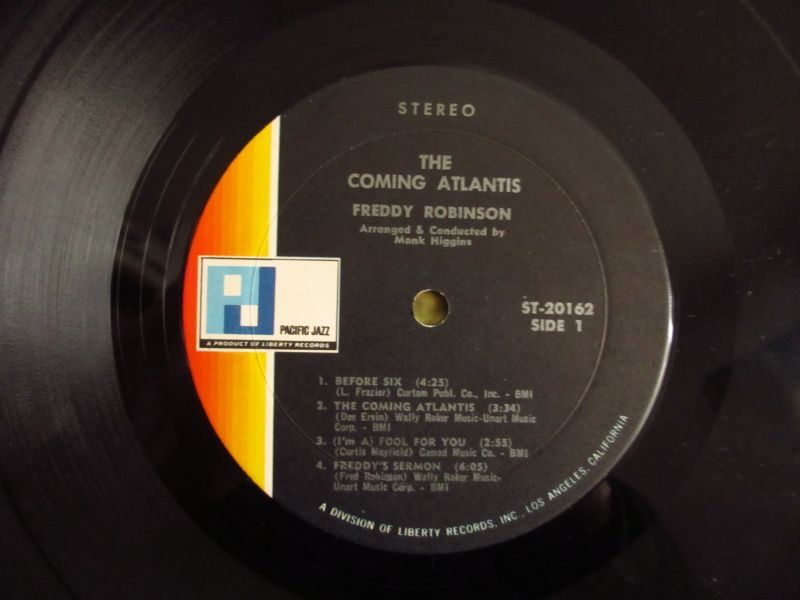 STEREO
THE
COMING ATLANTIS
FREDDY ROBINSON
Arranged & Conducted by
Monk Higgins
PJ
PACIFIC JAZZ
A PRODUCT OF LIBERTY RECORDS
ST-20162
SIDE 1
1. BEFORE SIX (4:25)
(L. Frazier) Curtom Publ. Co., Inc. - BMI
2. THE COMING ATLANTIS (3:34)
(Dee Ervin) Wally Roker Music-Unart Music
Corp. - BMI
3. (I'm A) FOOL FOR YOU (2:55)
(Curtis Mayfield) Camad Music Co. - BMI
4. FREDDY'S SERMON (6:05)
(Fred Robinson) Wally Roker Music-
Unart Music Corp. - BMI
A DIVISION OF LIBERTY RECORDS, INC., LOS ANGELES, CALIFORNIA